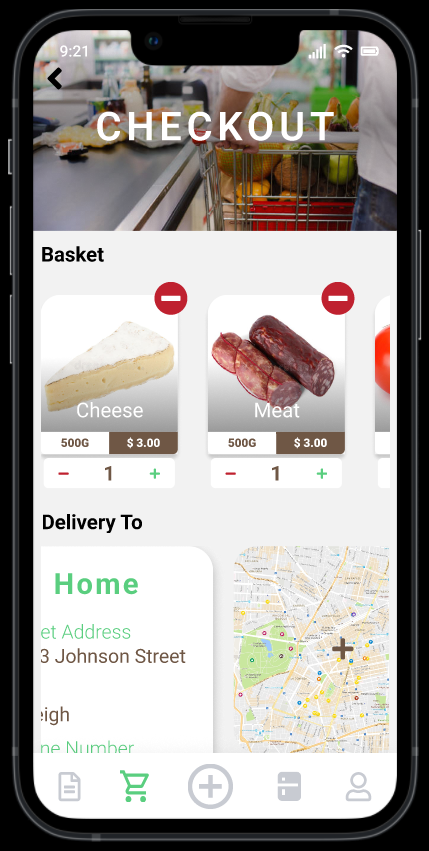 9:21
CHECKOUT
Basket
Cheese
Meat
500G
$ 3.00
500G
$ 3.00
1
1
Delivery To
Home
et Address
3 Johnson Street
eigh
ne Number